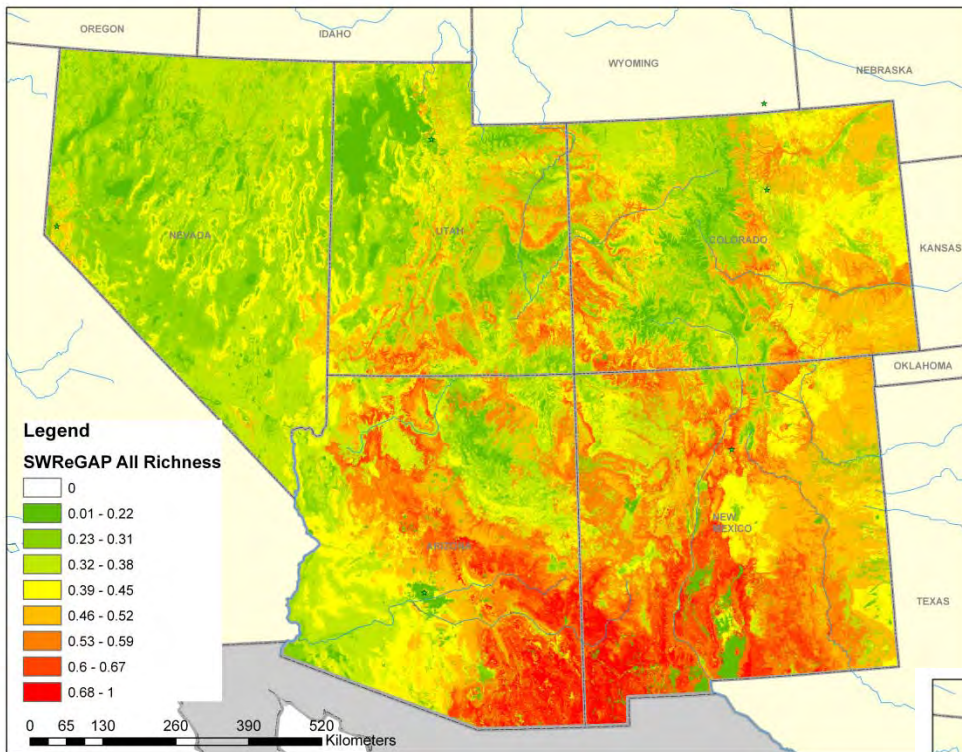 OREGON
IDAHO
WYOMING
NEBRASKA
NEVADA
UTAH
COLORADO
KANSAS
OKLAHOMA
Legend
SWReGAP All Richness
0
0.01 - 0.22
0.23 - 0.31
0.32 - 0.38
0.39 - 0.45
0.46 - 0.52
0.53 - 0.59
0.6 - 0.67
0.68 - 1
NEW
MEXICO
ARIZONA
TEXAS
0 65 130 260 390 520
Kilometers